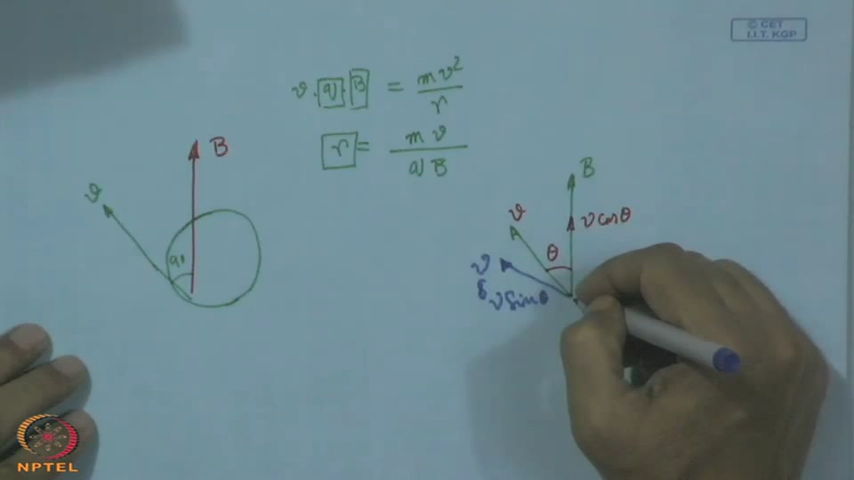 © CET
I.I.T. KGP
v · q · B = mv² / r
r = mv / qB
B
v
90
B
v cosθ
v
θ
v
v sinθ
NPTEL